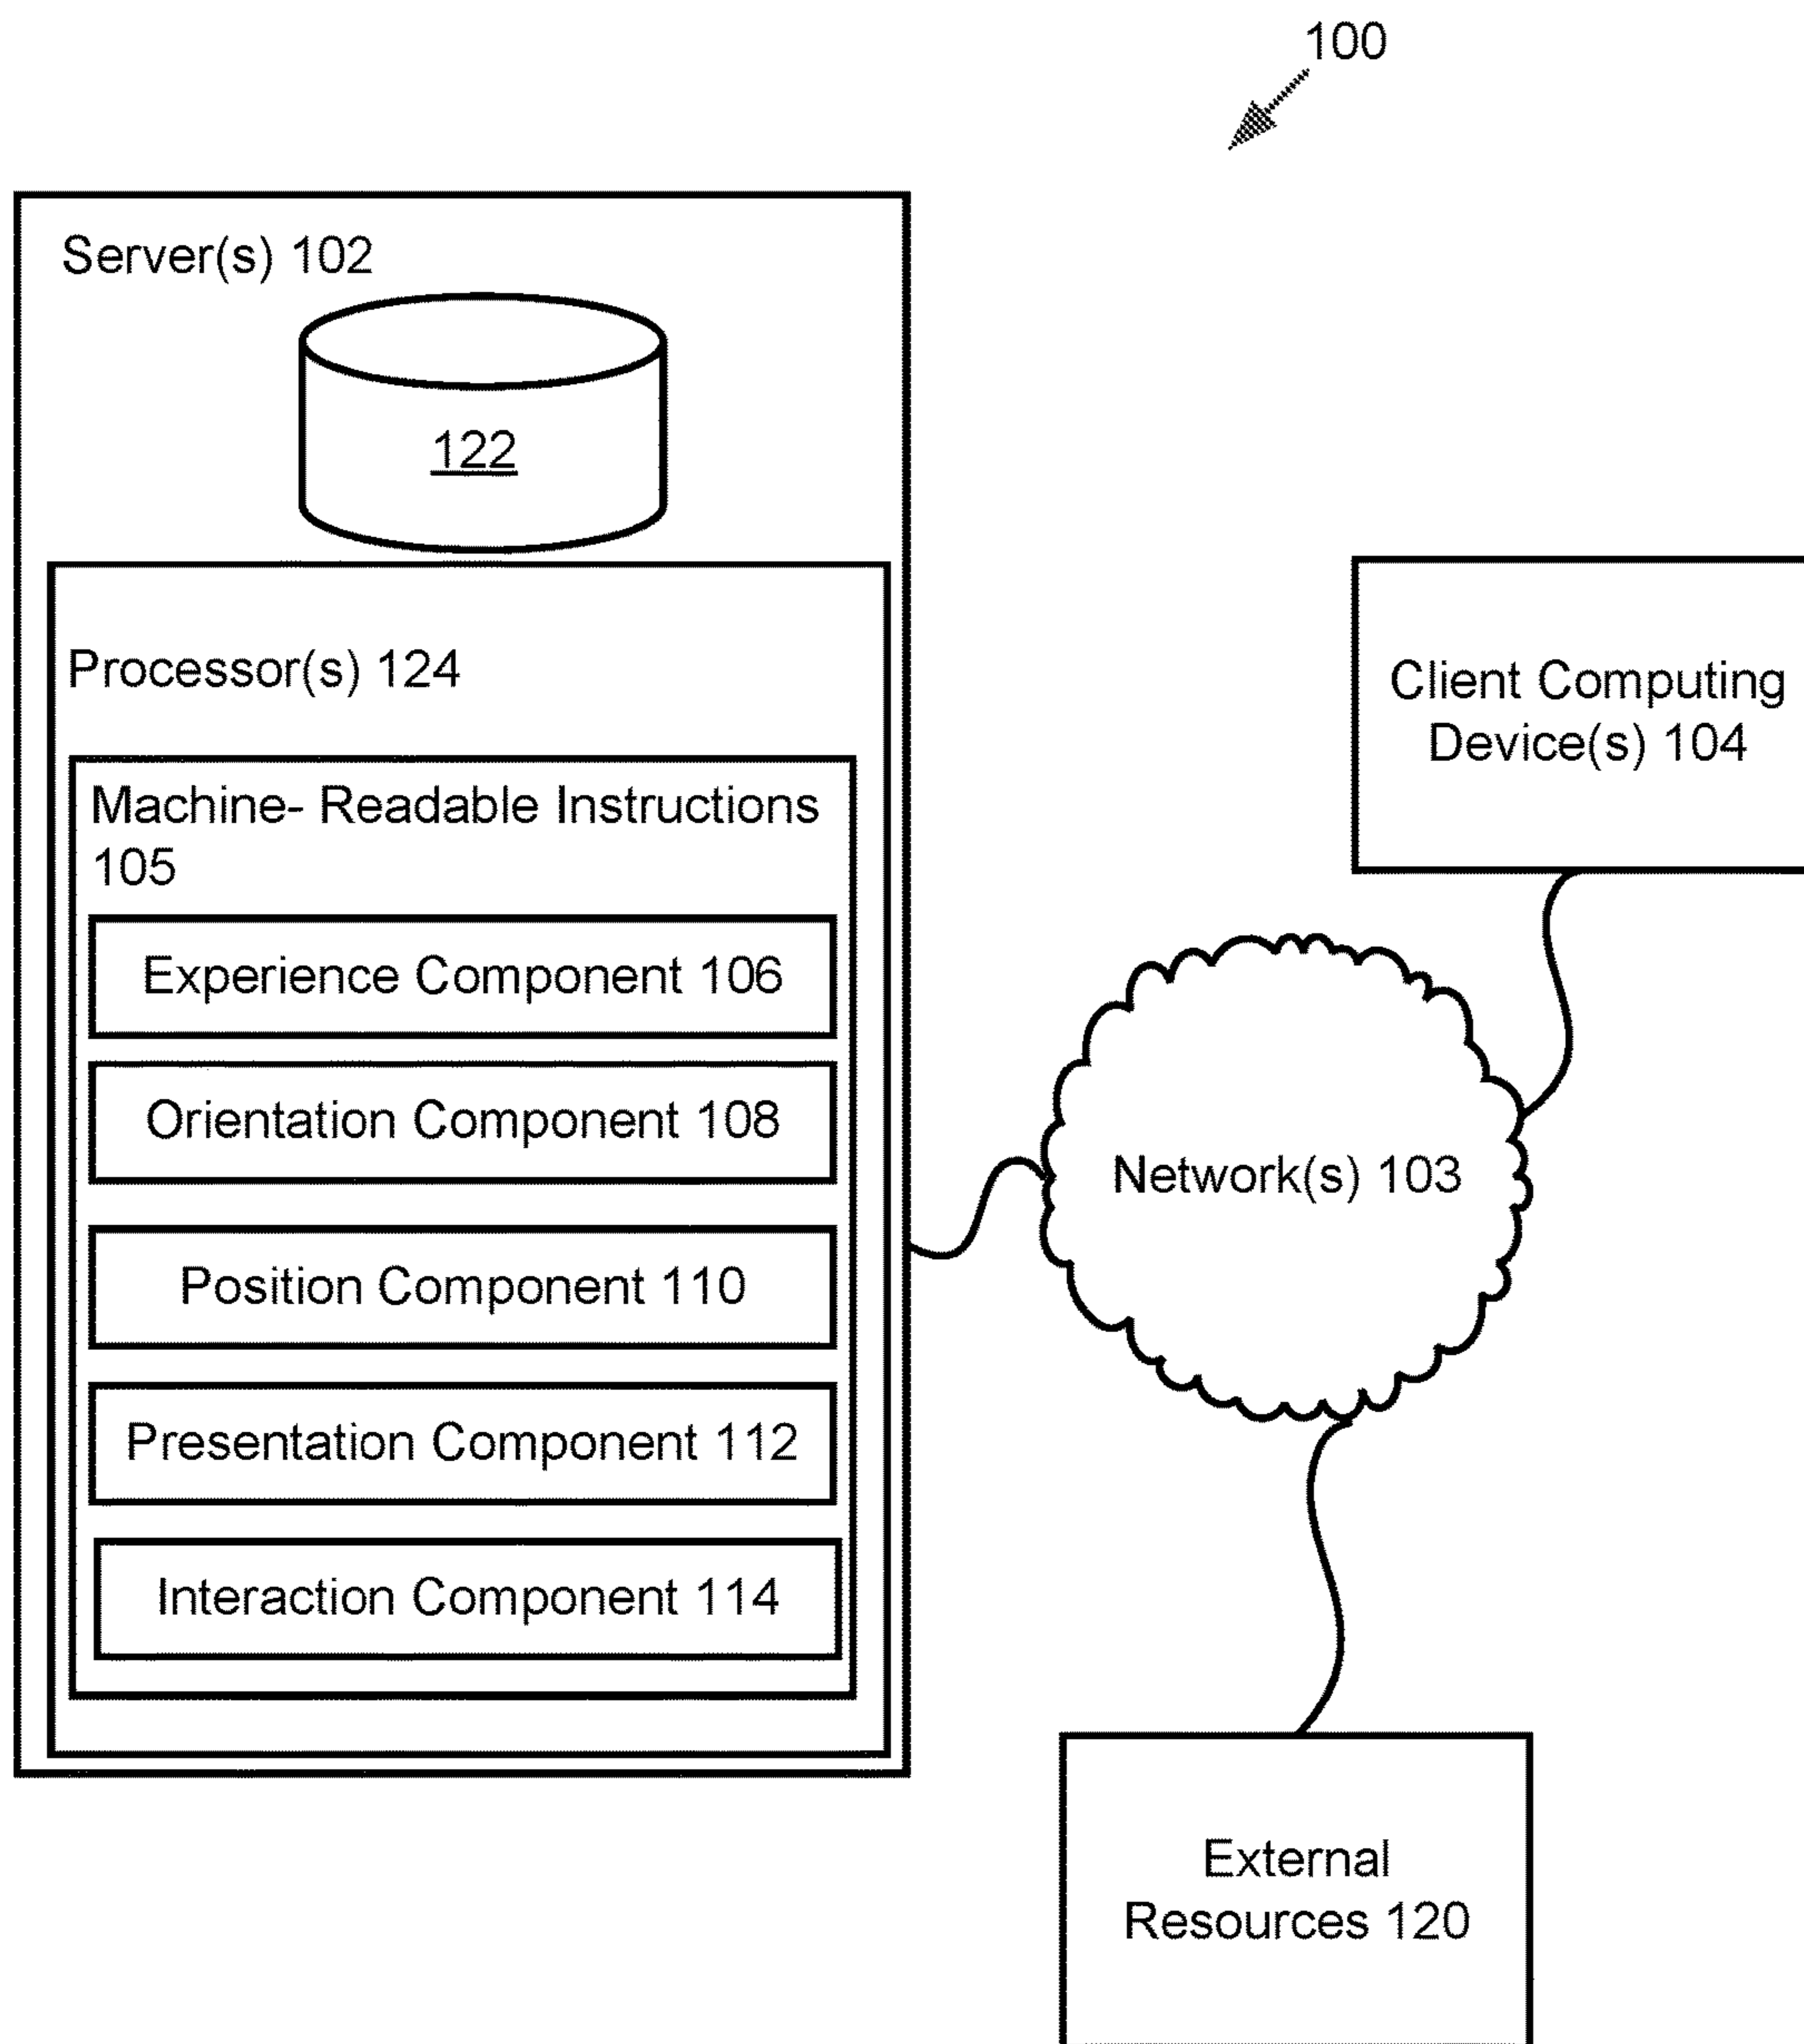 100
Server(s) 102
122
Processor(s) 124
Machine- Readable Instructions
105
Experience Component 106
Orientation Component 108
Position Component 110
Presentation Component 112
Interaction Component 114
Client Computing
Device(s) 104
Network(s) 103
External
Resources 120